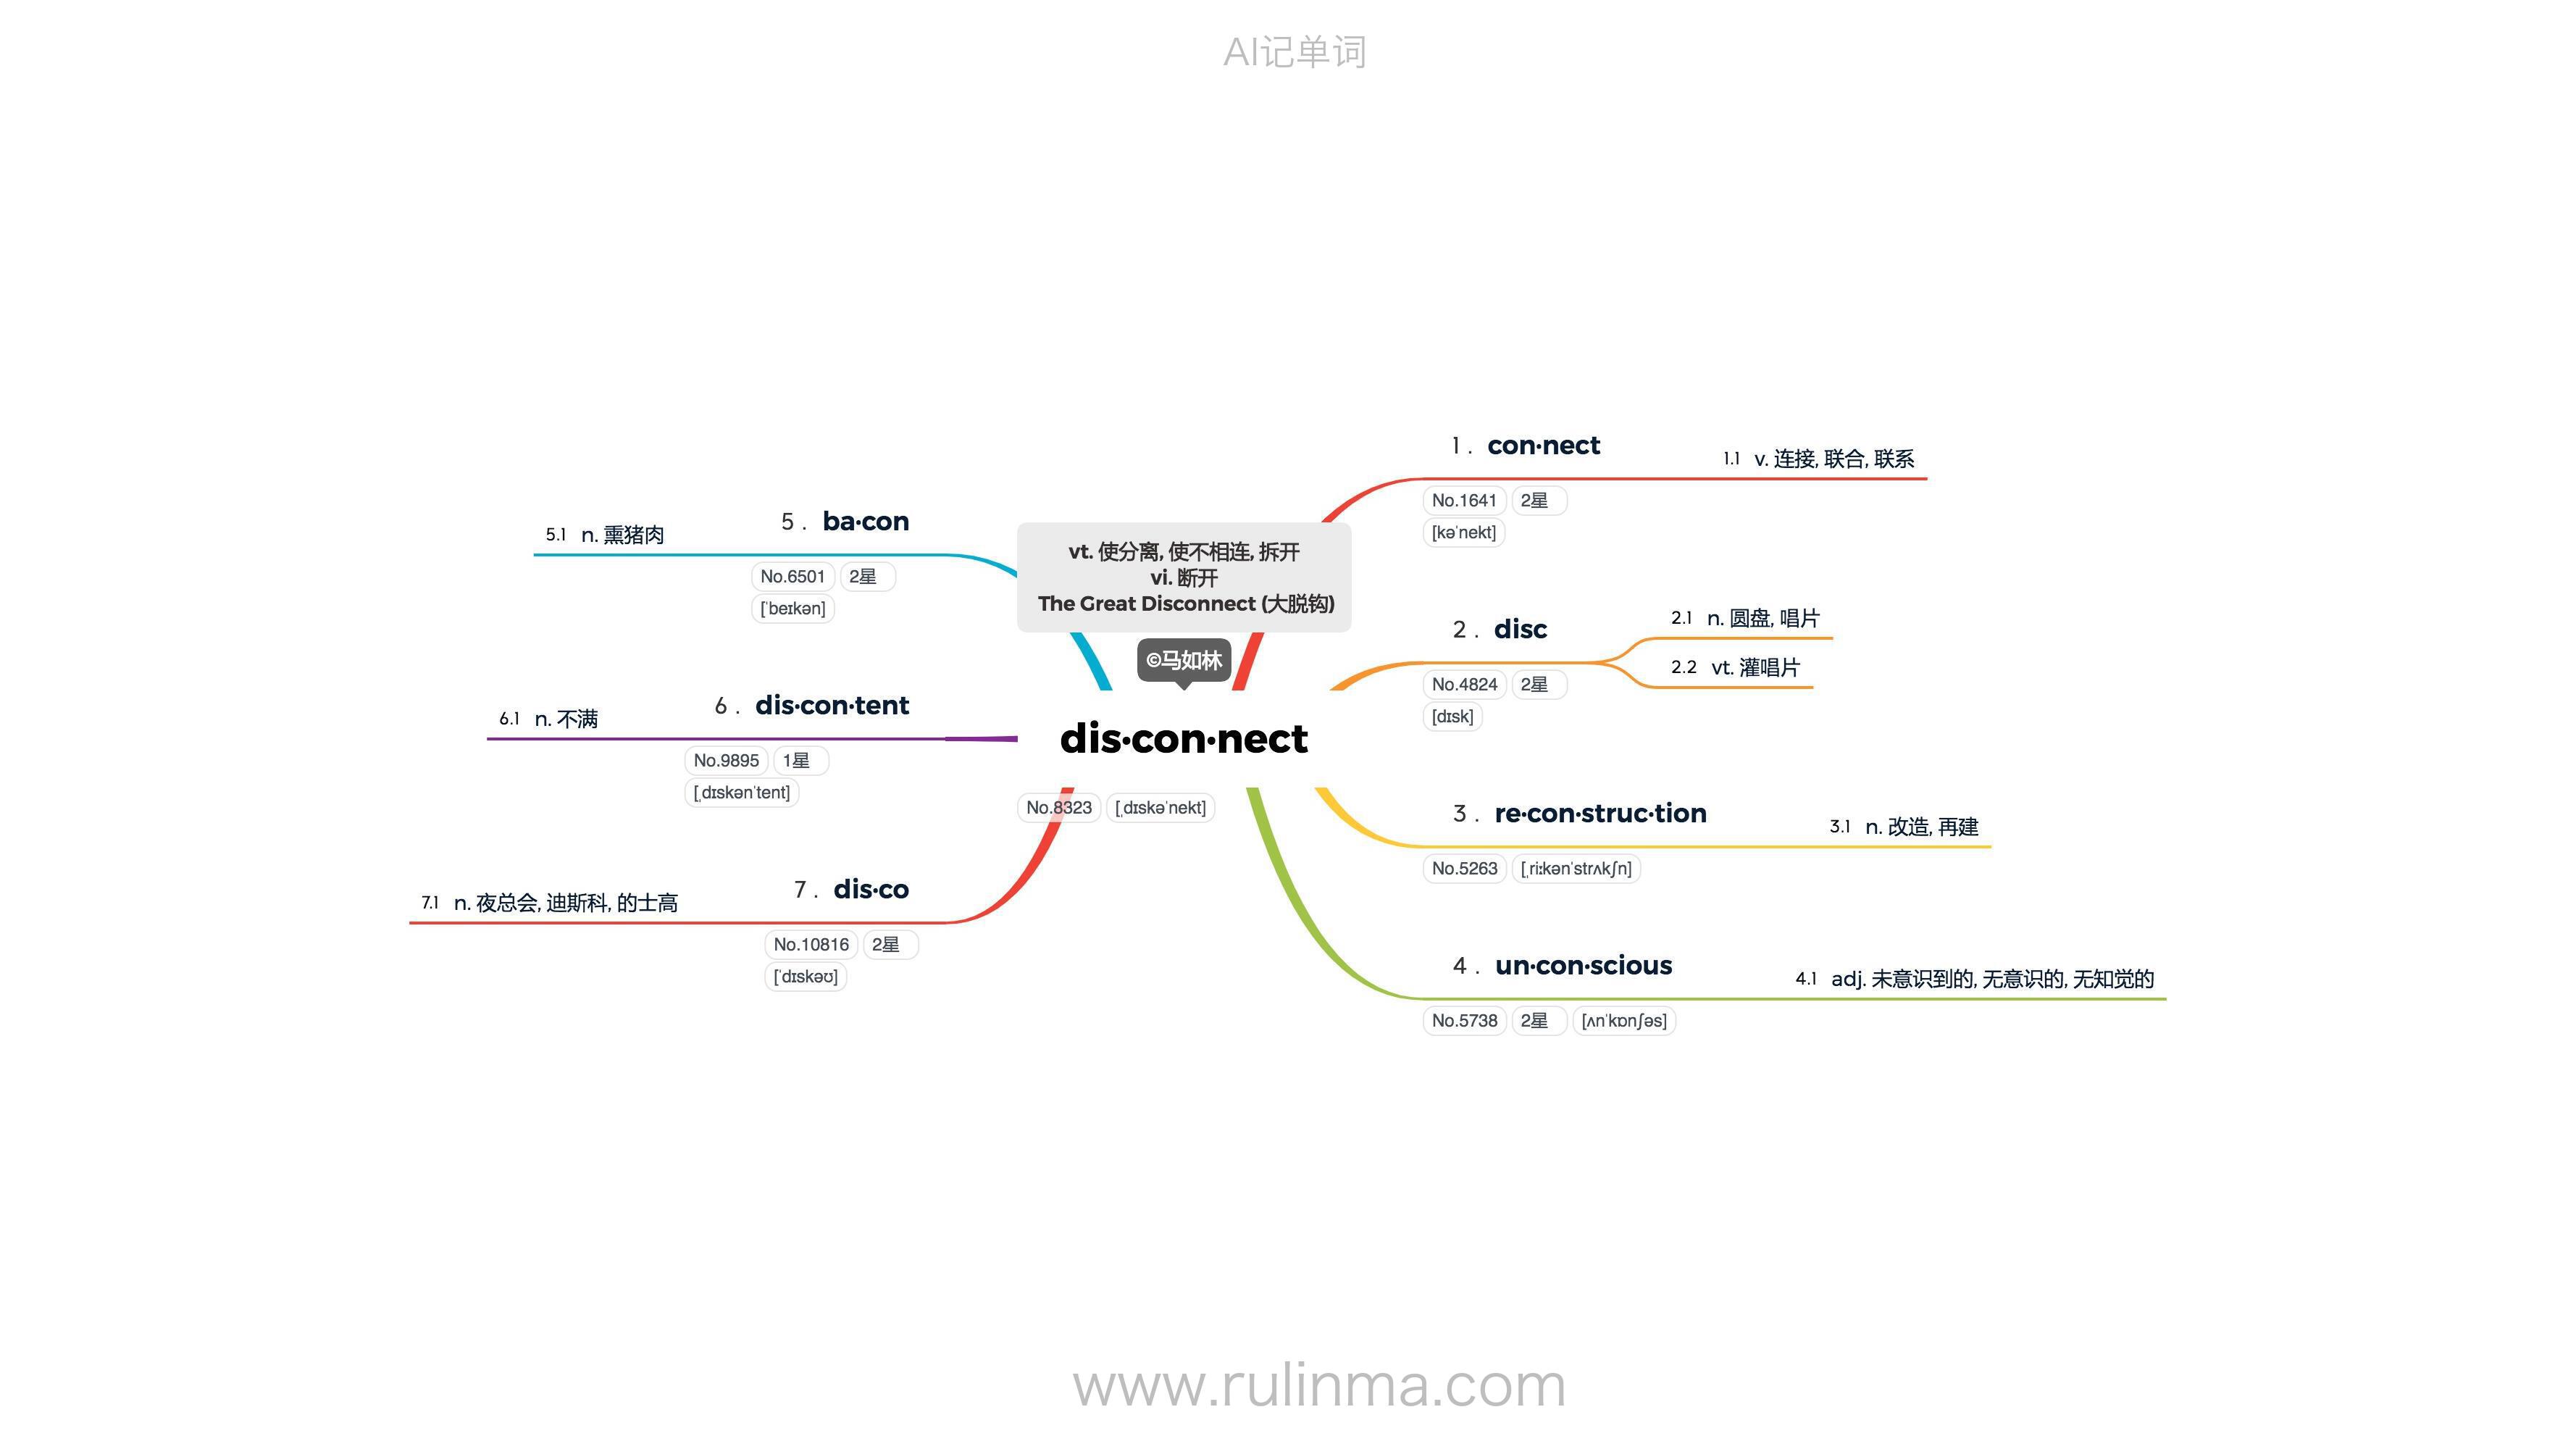 AI记单词
vt. 使分离, 使不相连, 拆开
vi. 断开
The Great Disconnect (大脱钩)
©马如林
dis·con·nect
No.8323 [ˌdɪskəˈnekt]
1 . con·nect
1.1 v. 连接, 联合, 联系
No.1641 2星
[kəˈnekt]
2 . disc
2.1 n. 圆盘, 唱片
2.2 vt. 灌唱片
No.4824 2星
[dɪsk]
3 . re·con·struc·tion
3.1 n. 改造, 再建
No.5263 [ˌriːkənˈstrʌkʃn]
4 . un·con·scious
4.1 adj. 未意识到的, 无意识的, 无知觉的
No.5738 2星 [ʌnˈkɒnʃəs]
5 . ba·con
5.1 n. 熏猪肉
No.6501 2星
[ˈbeɪkən]
6 . dis·con·tent
6.1 n. 不满
No.9895 1星
[ˌdɪskənˈtent]
7 . dis·co
7.1 n. 夜总会, 迪斯科, 的士高
No.10816 2星
[ˈdɪskəʊ]
www.rulinma.com